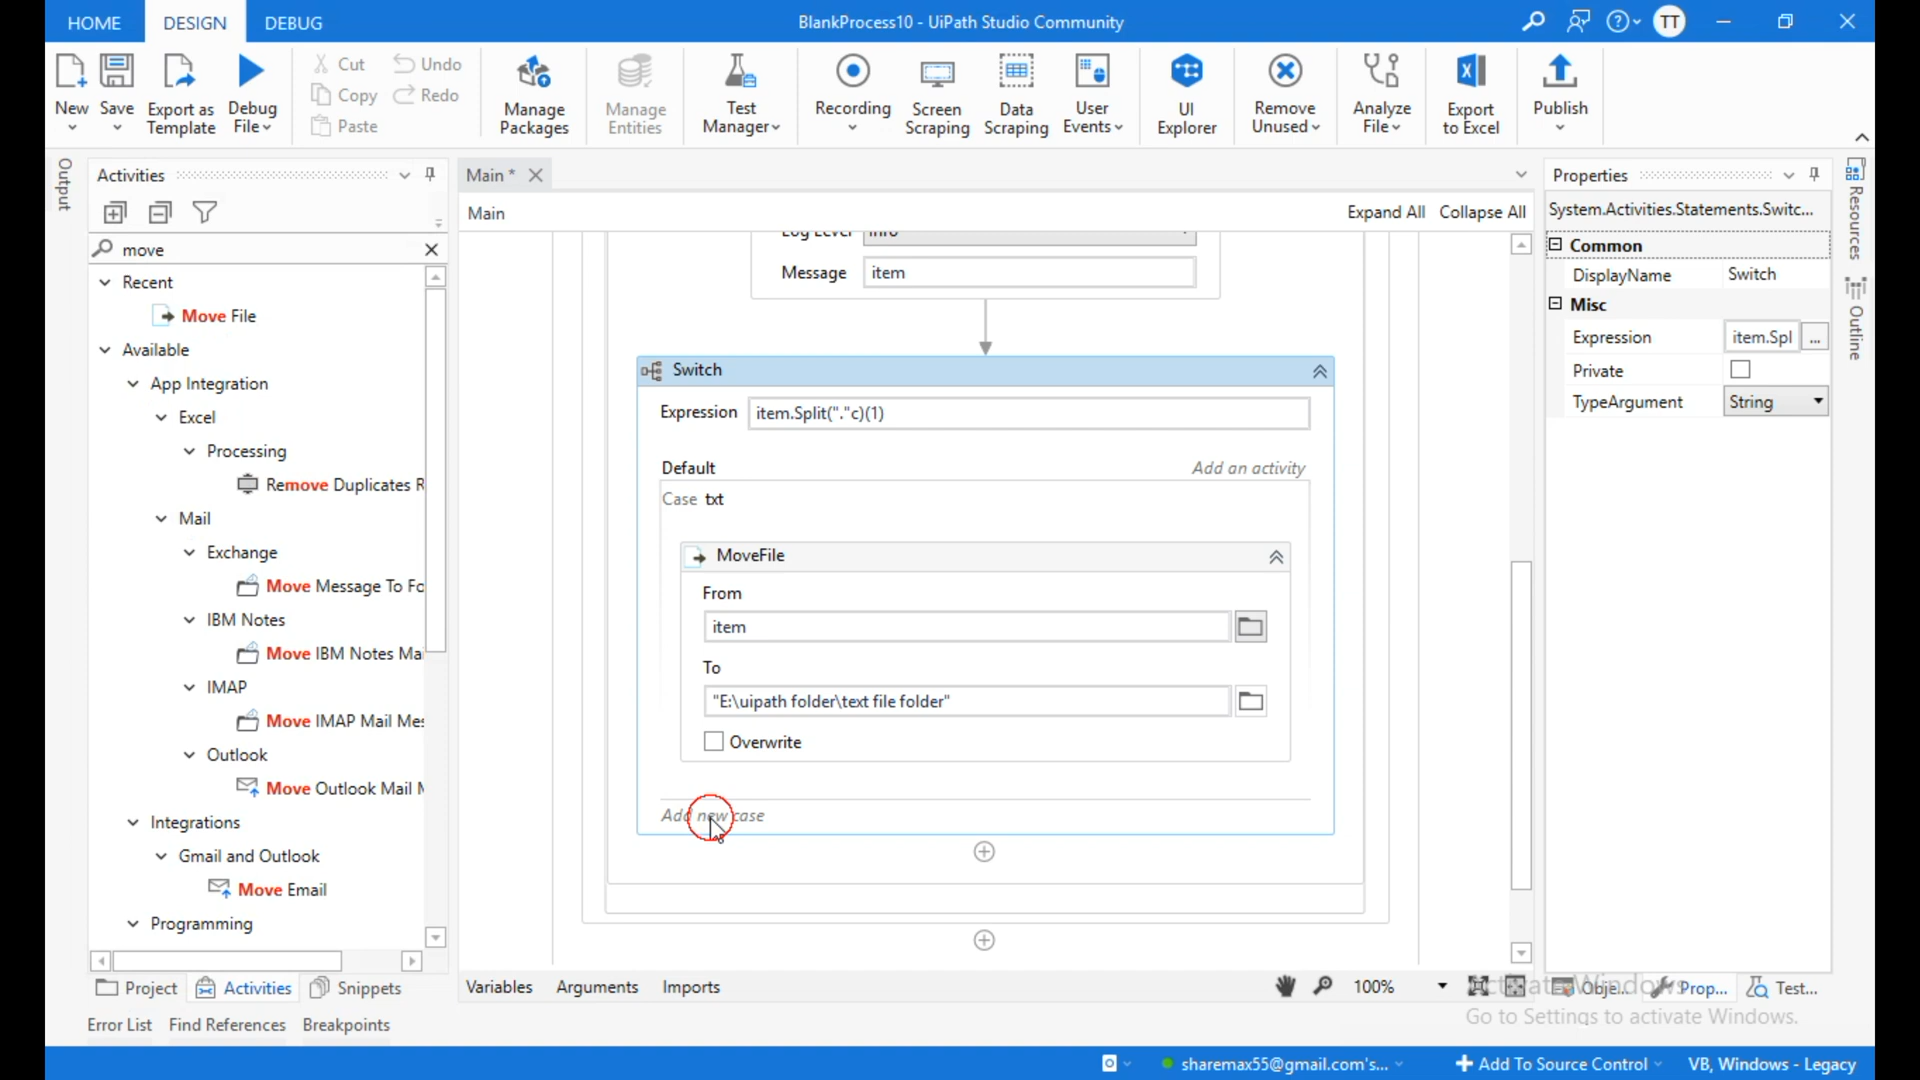 HOME DESIGN DEBUG BlankProcess10 - UiPath Studio Community TT
New Save Export as Template Debug File Cut Copy Paste Undo Redo Manage Packages Manage Entities Test Manager Recording Screen Scraping Data Scraping User Events UI Explorer Remove Unused Analyze File Export to Excel Publish
Output
Activities
move
Recent
Move File
Available
App Integration
Excel
Processing
Remove Duplicates R
Mail
Exchange
Move Message To Fo
IBM Notes
Move IBM Notes Ma
IMAP
Move IMAP Mail Mes
Outlook
Move Outlook Mail M
Integrations
Gmail and Outlook
Move Email
Programming
Project Activities Snippets
Error List Find References Breakpoints
Main *
Main Expand All Collapse All
Log Level Info
Message item
Switch
Expression item.Split("."c)(1)
Default Add an activity
Case txt
MoveFile
From
item
To
"E:\uipath folder\text file folder"
Overwrite
Add new case
Variables Arguments Imports 100%
Properties
System.Activities.Statements.Switc...
Common
DisplayName Switch
Misc
Expression item.Spl ...
Private
TypeArgument String
Resources
Outline
Obje... Prop... Test...
Activate Windows
Go to Settings to activate Windows.
sharemax55@gmail.com's... Add To Source Control VB, Windows - Legacy